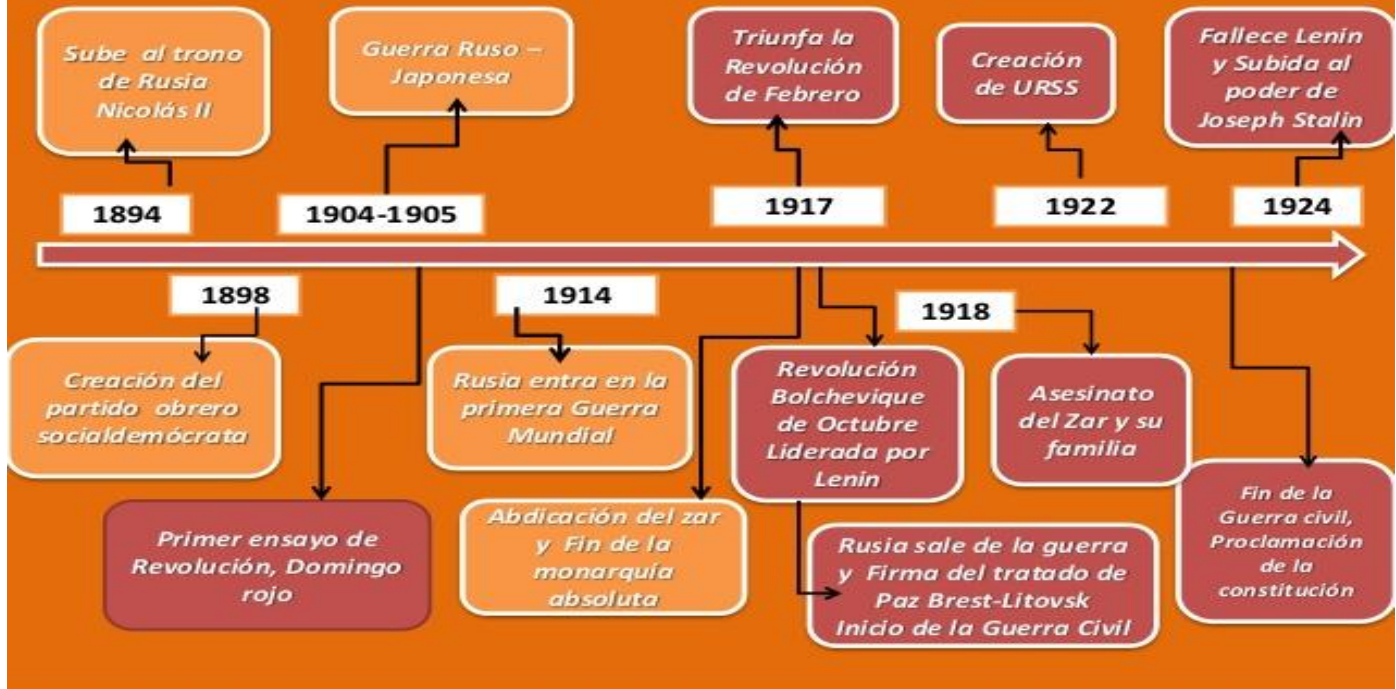 Sube al trono
de Rusia
Nicolás II
Guerra Ruso –
Japonesa
Triunfa la
Revolución
de Febrero
Creación
de URSS
Fallece Lenin
y Subida al
poder de
Joseph Stalin
1894
1904-1905
1917
1922
1924
1898
1914
1918
Creación del
partido obrero
socialdemócrata
Rusia entra en la
primera Guerra
Mundial
Revolución
Bolchevique
de Octubre
Liderada por
Lenin
Asesinato
del Zar y su
familia
Primer ensayo de
Revolución, Domingo
rojo
Abdicación del zar
y Fin de la
monarquía
absoluta
Rusia sale de la guerra
y Firma del tratado de
Paz Brest-Litovsk
Inicio de la Guerra Civil
Fin de la
Guerra civil,
Proclamación
de la
constitución